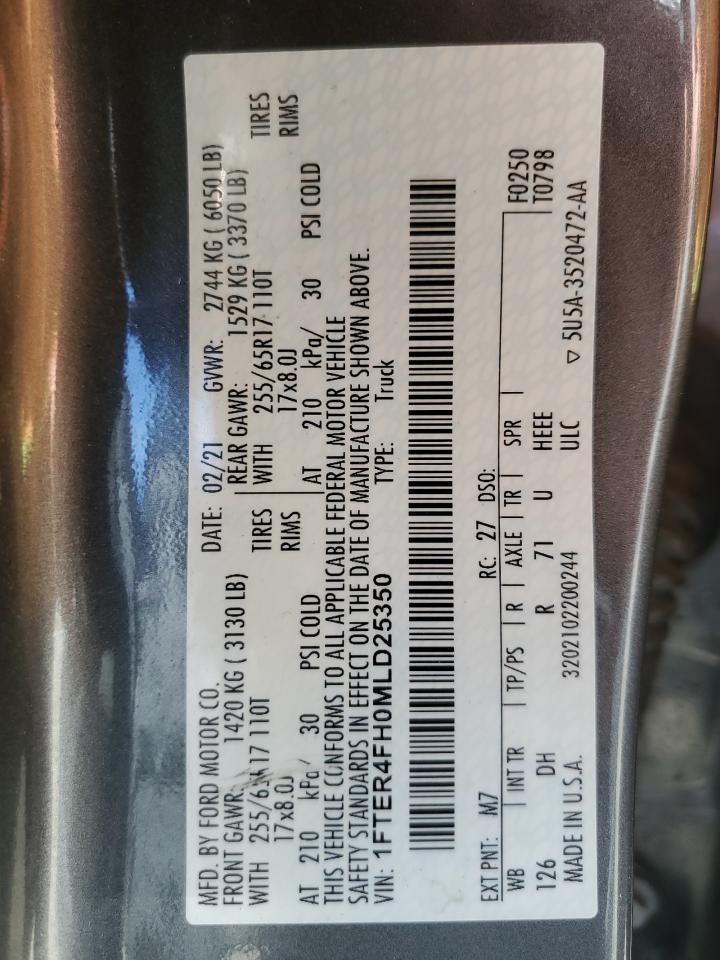 MFD. BY FORD MOTOR CO. DATE: 02/21 GVWR: 2744 KG ( 6050 LB)
FRONT GAWR: 1420 KG ( 3130 LB) REAR GAWR: 1529 KG ( 3370 LB)
WITH 255/65R17 110T TIRES WITH 255/65R17 110T TIRES
17x8.0J RIMS 17x8.0J RIMS
AT 210 kPa/ 30 PSI COLD AT 210 kPa/ 30 PSI COLD
THIS VEHICLE CONFORMS TO ALL APPLICABLE FEDERAL MOTOR VEHICLE
SAFETY STANDARDS IN EFFECT ON THE DATE OF MANUFACTURE SHOWN ABOVE.
VIN: 1FTER4FH0MLD25350 TYPE: Truck
EXT PNT: M7 RC: 27 DSO:
WB INT TR TP/PS R AXLE TR SPR F0250
126 DH R 71 U HEEE T0798
MADE IN U.S.A. 3202102200244 ULC ▽ 5U5A-3520472-AA